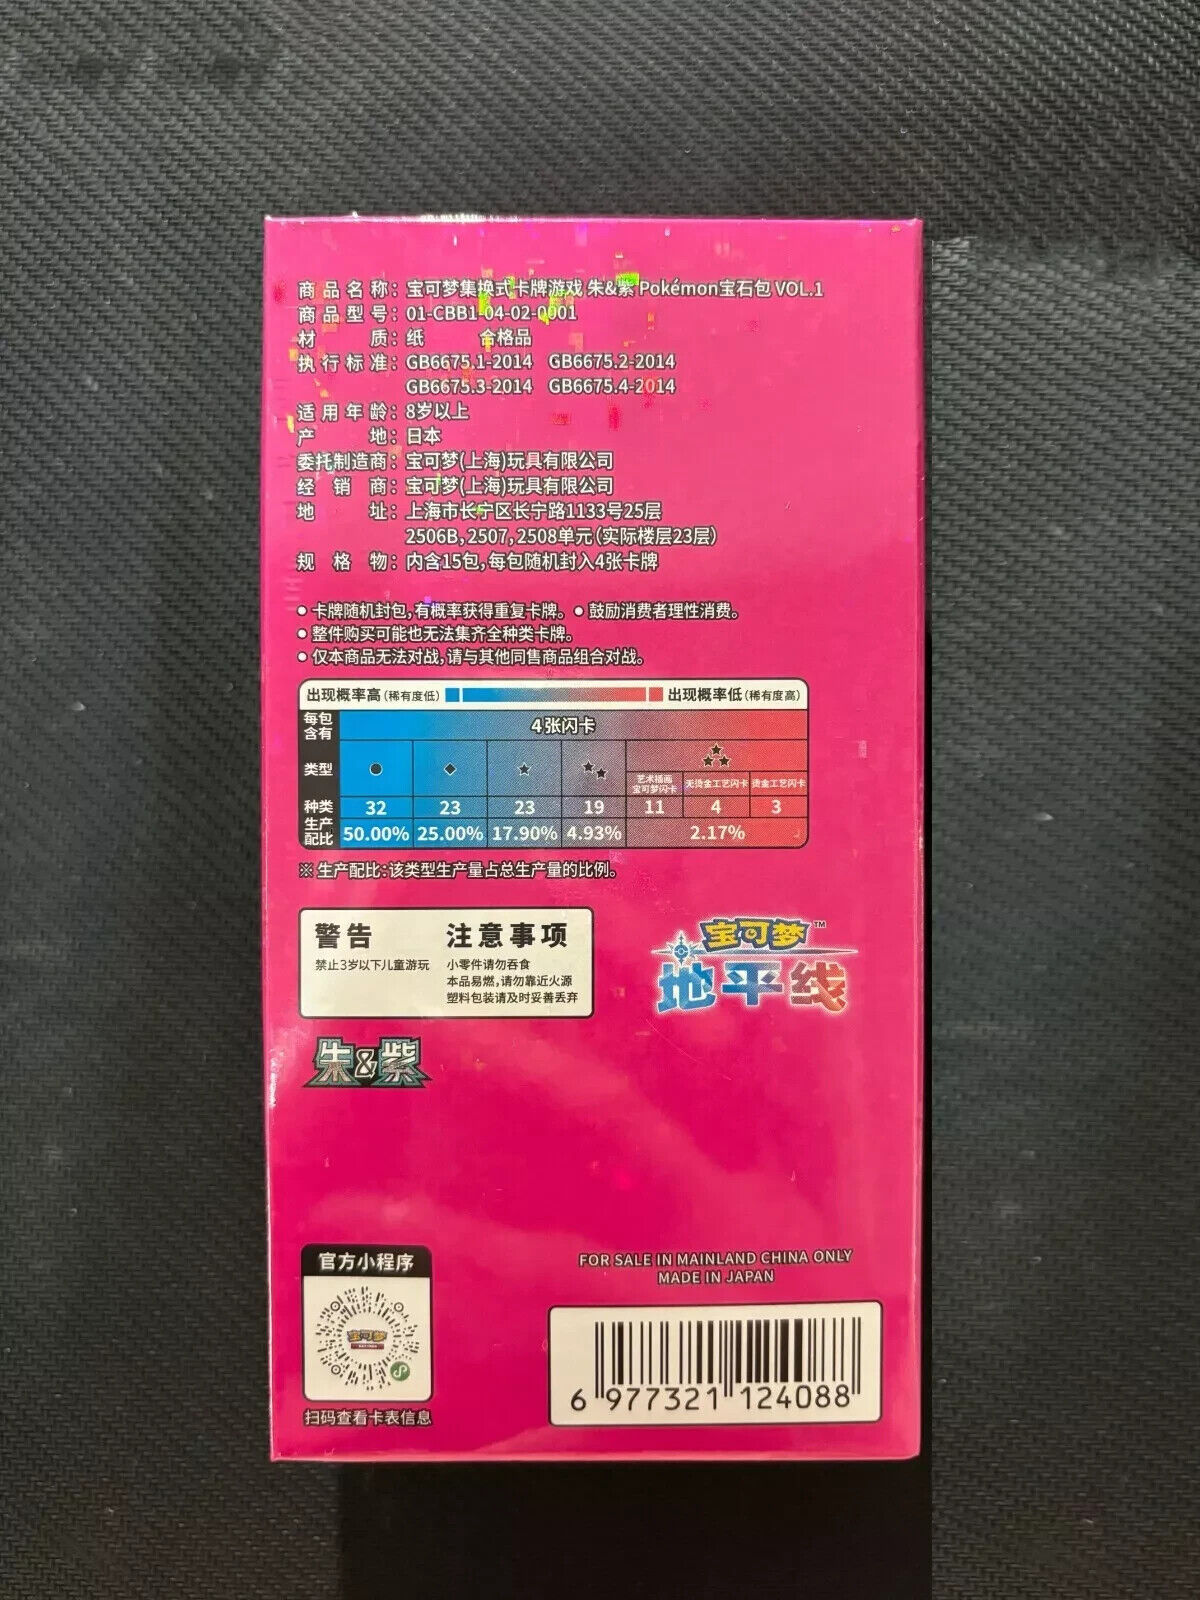 商品名称：宝可梦集换式卡牌游戏 朱&紫 Pokémon宝石包 VOL.1
商品型号：01-CBB1-04-02-0001
材质：纸 合格品
执行标准：GB6675.1-2014 GB6675.2-2014
GB6675.3-2014 GB6675.4-2014
适用年龄：8岁以上
产地：日本
委托制造商：宝可梦(上海)玩具有限公司
经销商：宝可梦(上海)玩具有限公司
地址：上海市长宁区长宁路1133号25层
2506B,2507,2508单元(实际楼层23层)
规格物：内含15包,每包随机封入4张卡牌
●卡牌随机封包,有概率获得重复卡牌。●鼓励消费者理性消费。
●整件购买可能也无法集齐全种类卡牌。
●仅本商品无法对战,请与其他同售商品组合对战。
出现概率高(稀有度低) 出现概率低(稀有度高)
每包含有 4张闪卡
类型 ● ◆ ★ ★★ ★★★
艺术插画宝可梦闪卡 无烫金工艺闪卡 烫金工艺闪卡
种类 32 23 23 19 11 4 3
生产配比 50.00% 25.00% 17.90% 4.93% 2.17%
※ 生产配比:该类型生产量占总生产量的比例。
警告 注意事项
禁止3岁以下儿童游玩 小零件请勿吞食
本品易燃,请勿靠近火源
塑料包装请及时妥善丢弃
宝可梦™
地平线
朱&紫
官方小程序
宝可梦
扫码查看卡表信息
FOR SALE IN MAINLAND CHINA ONLY
MADE IN JAPAN
6 977321 124088